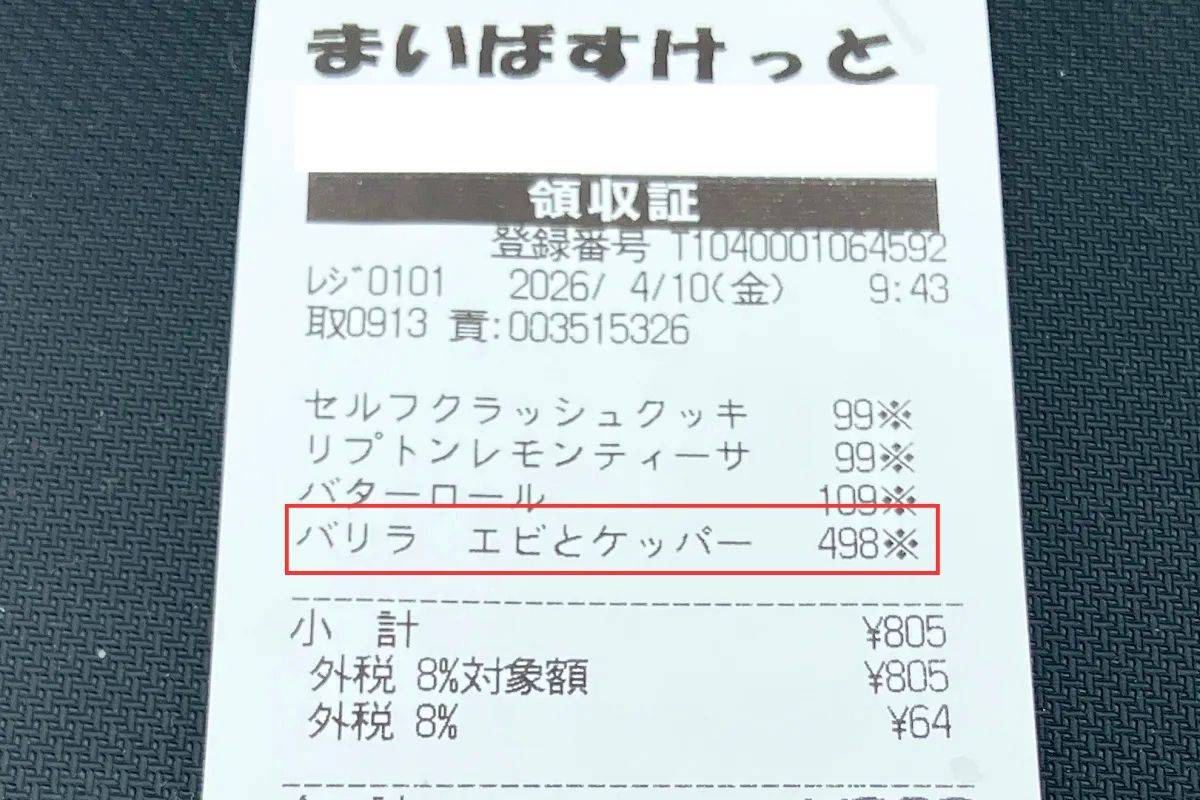 まいばすけっと
領収証
登録番号 T1040001064592
ﾚｼﾞ0101 2026/ 4/10(金) 9:43
取0913 責:003515326
セルフクラッシュクッキ 99※
リプトンレモンティーサ 99※
バターロール 109※
バリラ エビとケッパー 498※
小 計 ¥805
外税 8%対象額 ¥805
外税 8% ¥64